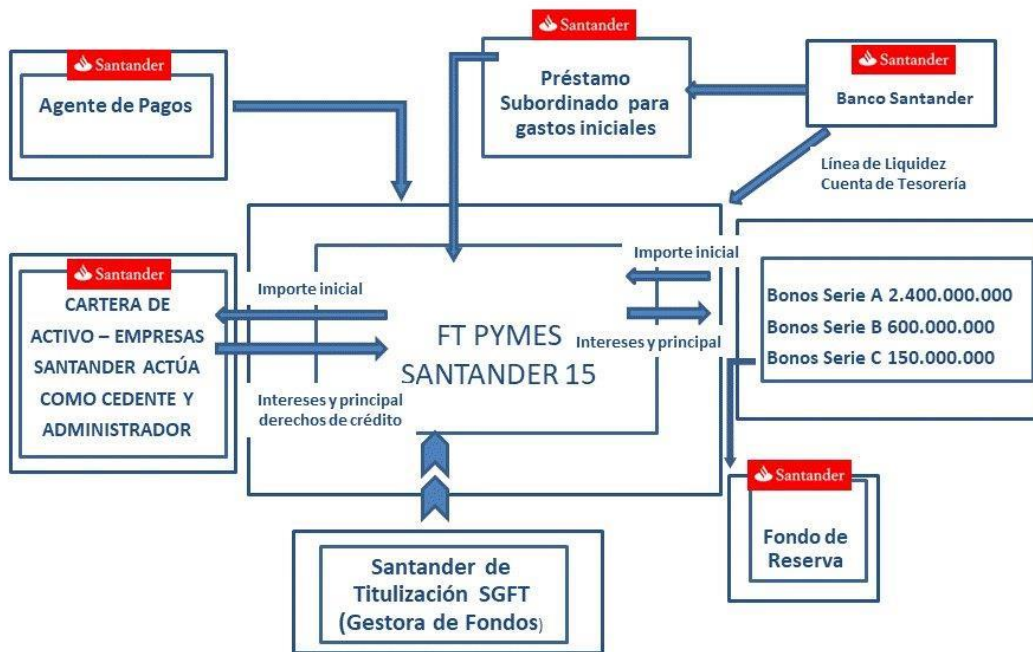 Santander
Agente de Pagos
Santander
Préstamo
Subordinado para
gastos iniciales
Santander
Banco Santander
Línea de Liquidez
Cuenta de Tesorería
Santander
CARTERA DE
ACTIVO – EMPRESAS
SANTANDER ACTÚA
COMO CEDENTE Y
ADMINISTRADOR
Importe inicial
Intereses y principal
derechos de crédito
FT PYMES
SANTANDER 15
Importe inicial
Intereses y principal
Bonos Serie A 2.400.000.000
Bonos Serie B 600.000.000
Bonos Serie C 150.000.000
Santander
Fondo de
Reserva
Santander de
Titulización SGFT
(Gestora de Fondos)